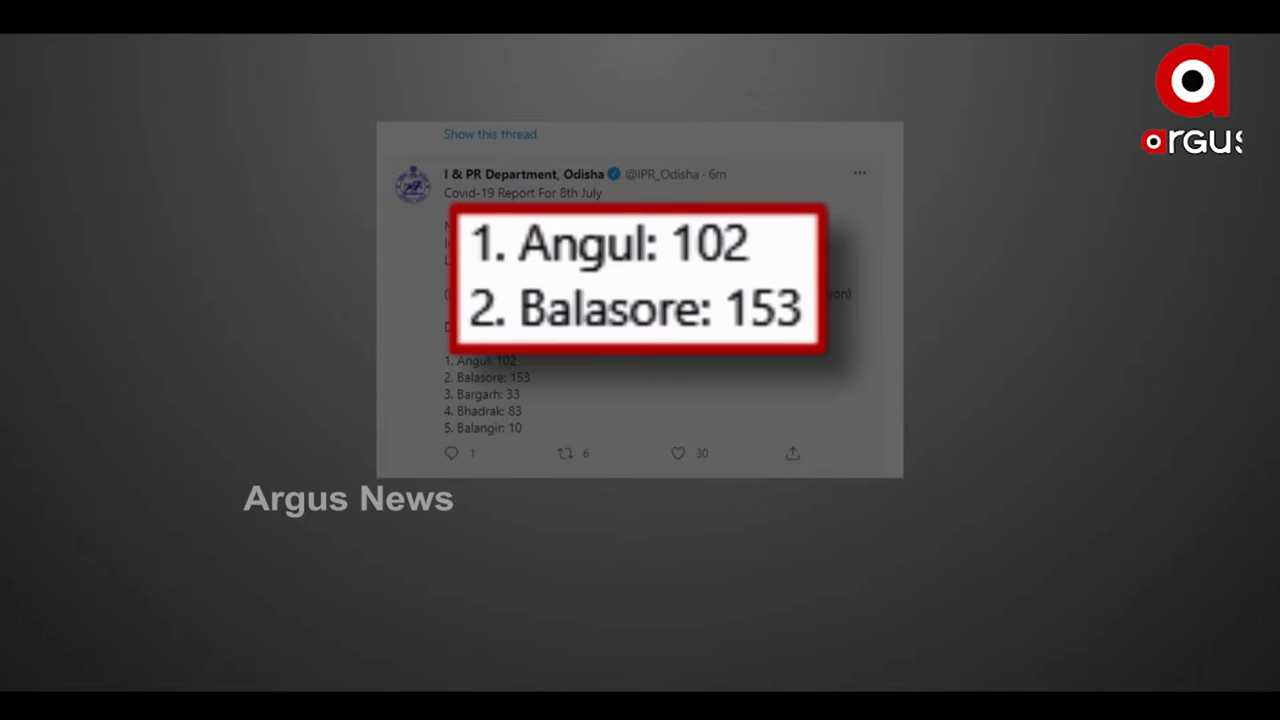 argus
Show this thread
I & PR Department, Odisha @IPR_Odisha · 6m
Covid-19 Report For 8th July
1. Angul: 102
2. Balasore: 153
1. Angul: 102
2. Balasore: 153
3. Bargarh: 33
4. Bhadrak: 83
5. Balangir: 10
1 6 30
Argus News